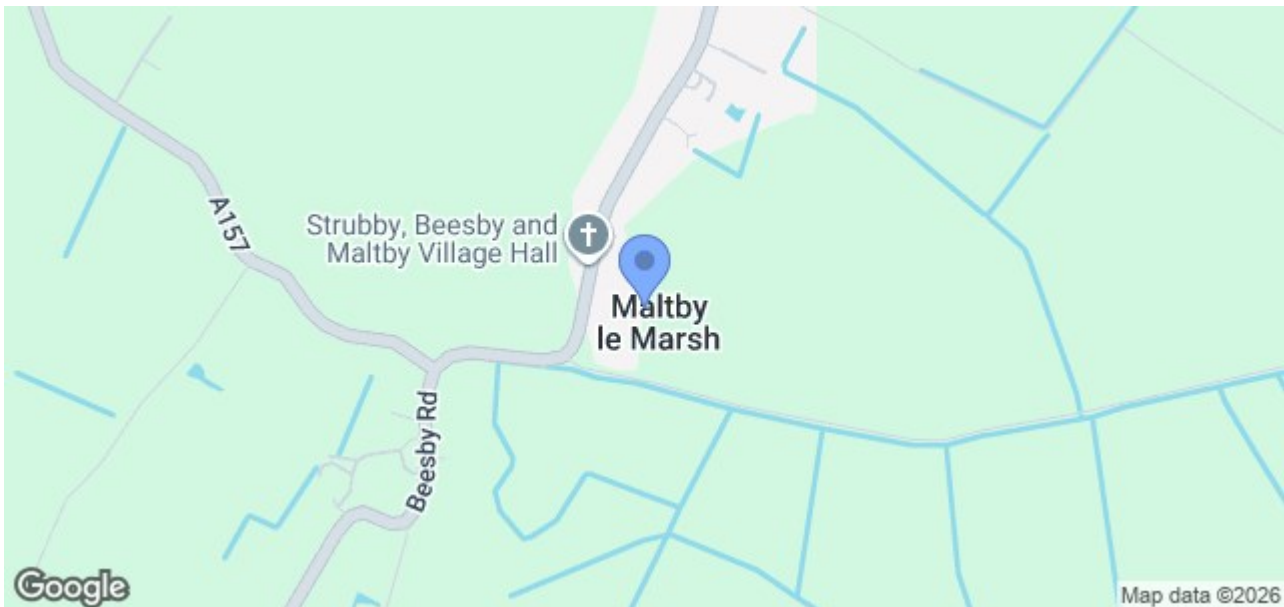 A157
Strubby, Beesby and
Maltby Village Hall
Maltby
le Marsh
Beesby Rd
Google
Map data ©2026